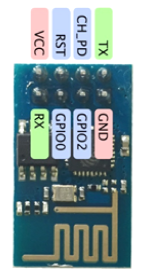 VCC
RST
CH_PD
TX
RX
GPIO0
GPIO2
GND